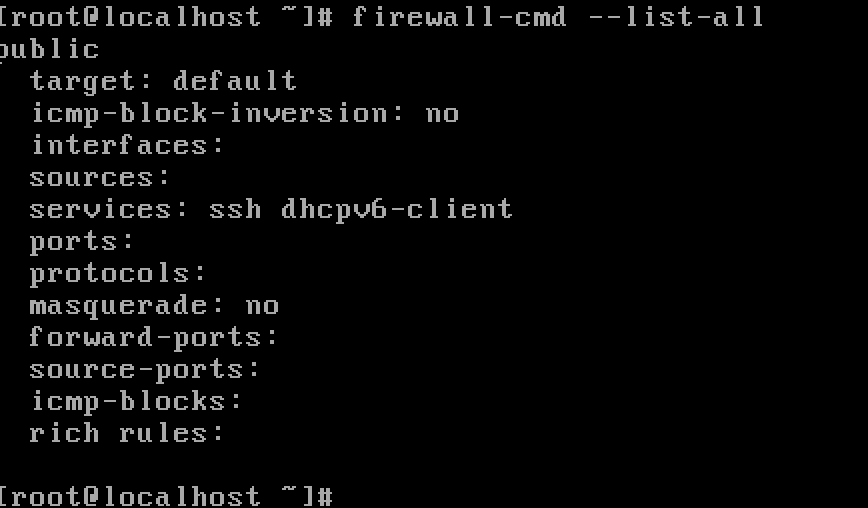 [root@localhost ~]# firewall-cmd --list-all
public
  target: default
  icmp-block-inversion: no
  interfaces:
  sources:
  services: ssh dhcpv6-client
  ports:
  protocols:
  masquerade: no
  forward-ports:
  source-ports:
  icmp-blocks:
  rich rules:

[root@localhost ~]#